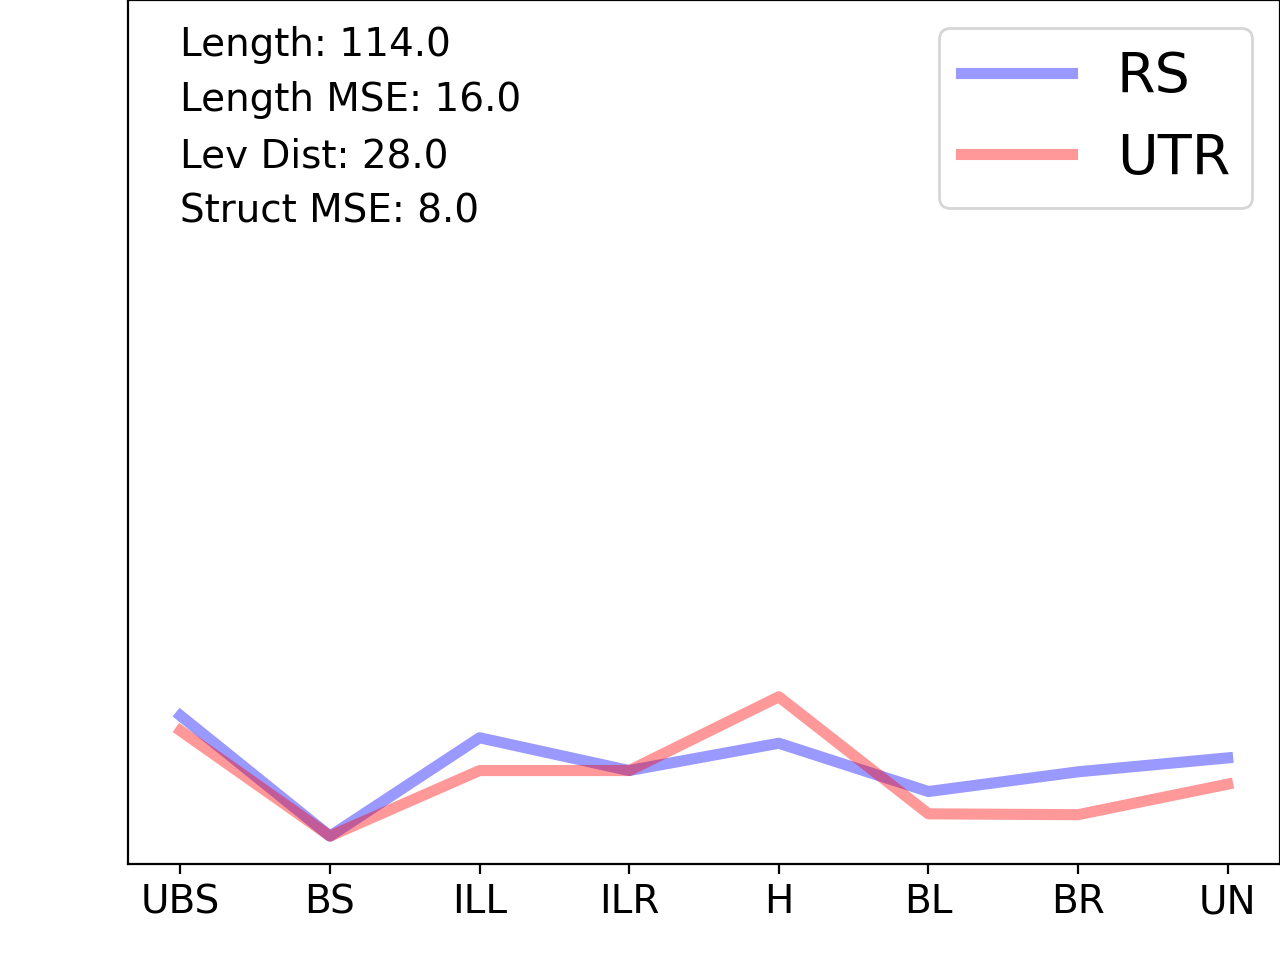 Length: 114.0
Length MSE: 16.0
Lev Dist: 28.0
Struct MSE: 8.0
RS
UTR
UBS BS ILL ILR H BL BR UN